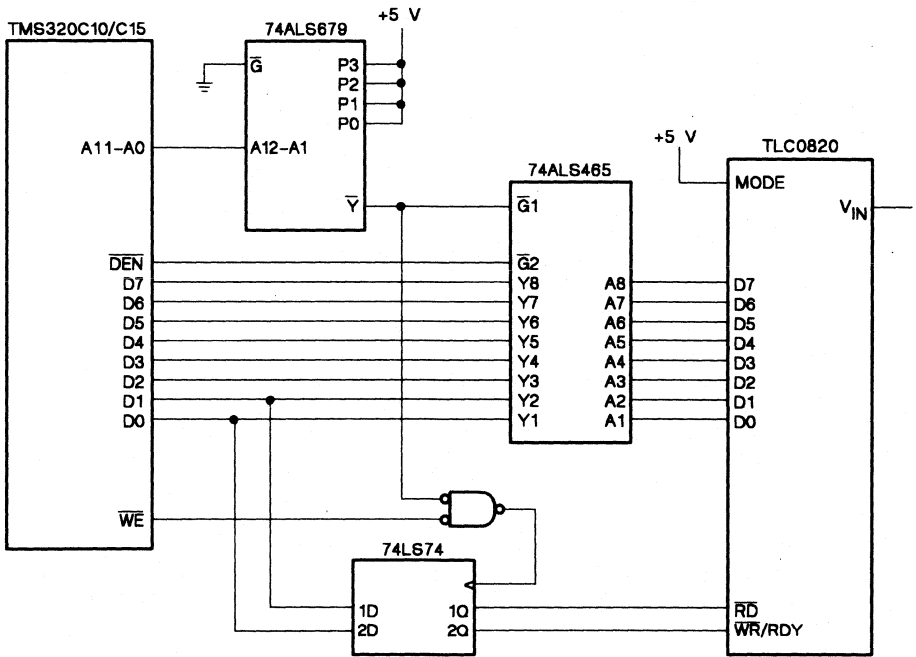 +5 V
TMS320C10/C15
74ALS679
G
P3
P2
P1
P0
A11-A0
A12-A1
Y
+5 V
TLC0820
74ALS465
MODE
VIN
G1
DEN
G2
D7
Y8
A8
D7
D6
Y7
A7
D6
D5
Y6
A6
D5
D4
Y5
A5
D4
D3
Y4
A4
D3
D2
Y3
A3
D2
D1
Y2
A2
D1
D0
Y1
A1
D0
WE
74LS74
1D
1Q
RD
2D
2Q
WR/RDY